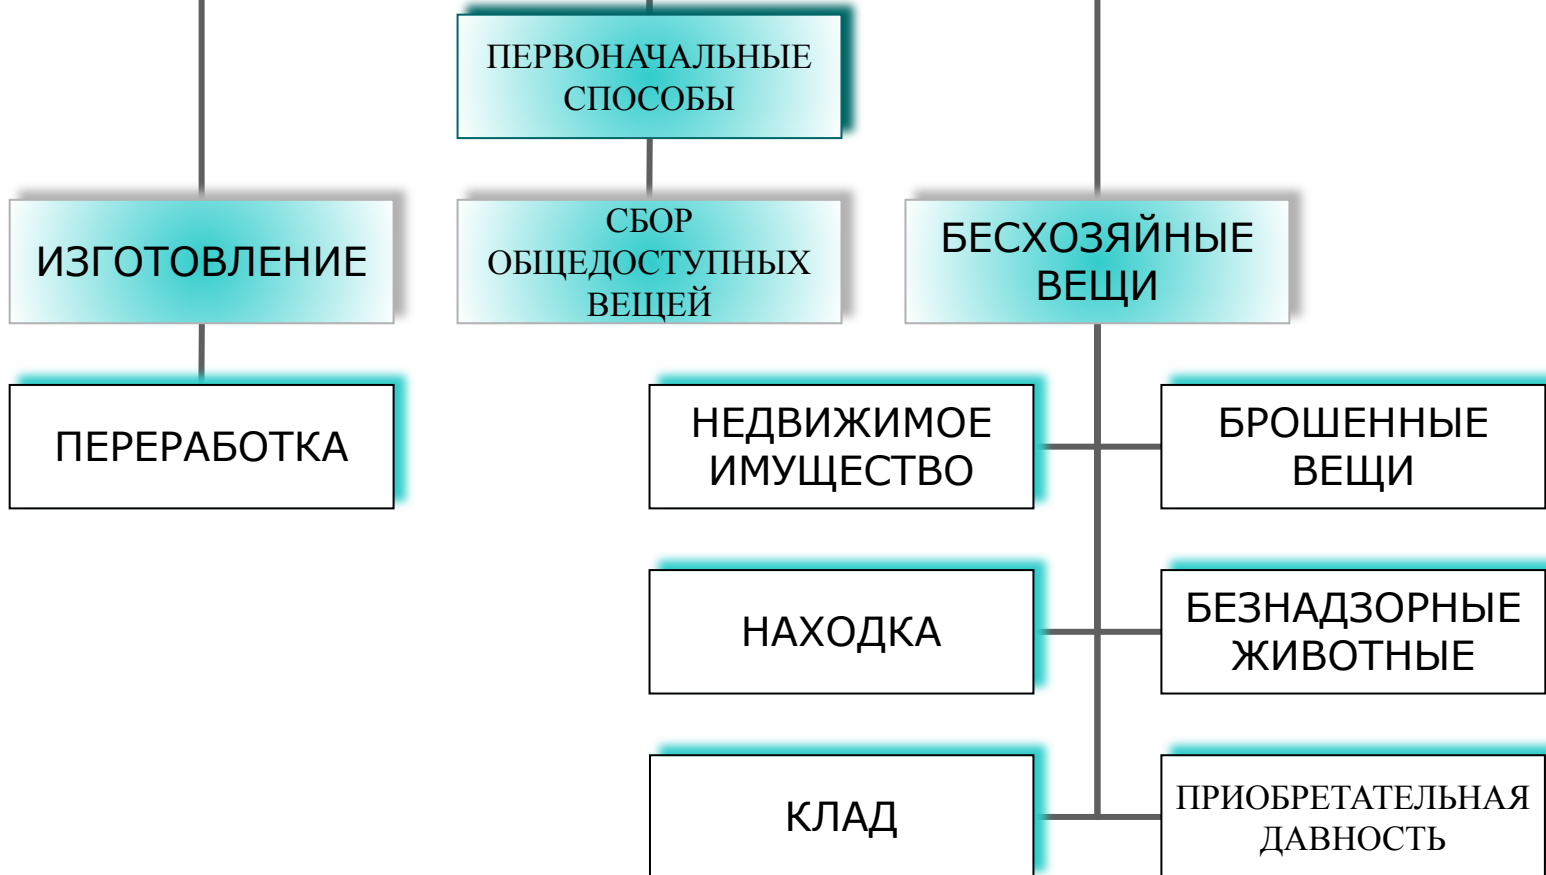 ПЕРВОНАЧАЛЬНЫЕ
СПОСОБЫ
ИЗГОТОВЛЕНИЕ
СБОР
ОБЩЕДОСТУПНЫХ
ВЕЩЕЙ
БЕСХОЗЯЙНЫЕ
ВЕЩИ
ПЕРЕРАБОТКА
НЕДВИЖИМОЕ
ИМУЩЕСТВО
БРОШЕННЫЕ
ВЕЩИ
НАХОДКА
БЕЗНАДЗОРНЫЕ
ЖИВОТНЫЕ
КЛАД
ПРИОБРЕТАТЕЛЬНАЯ
ДАВНОСТЬ